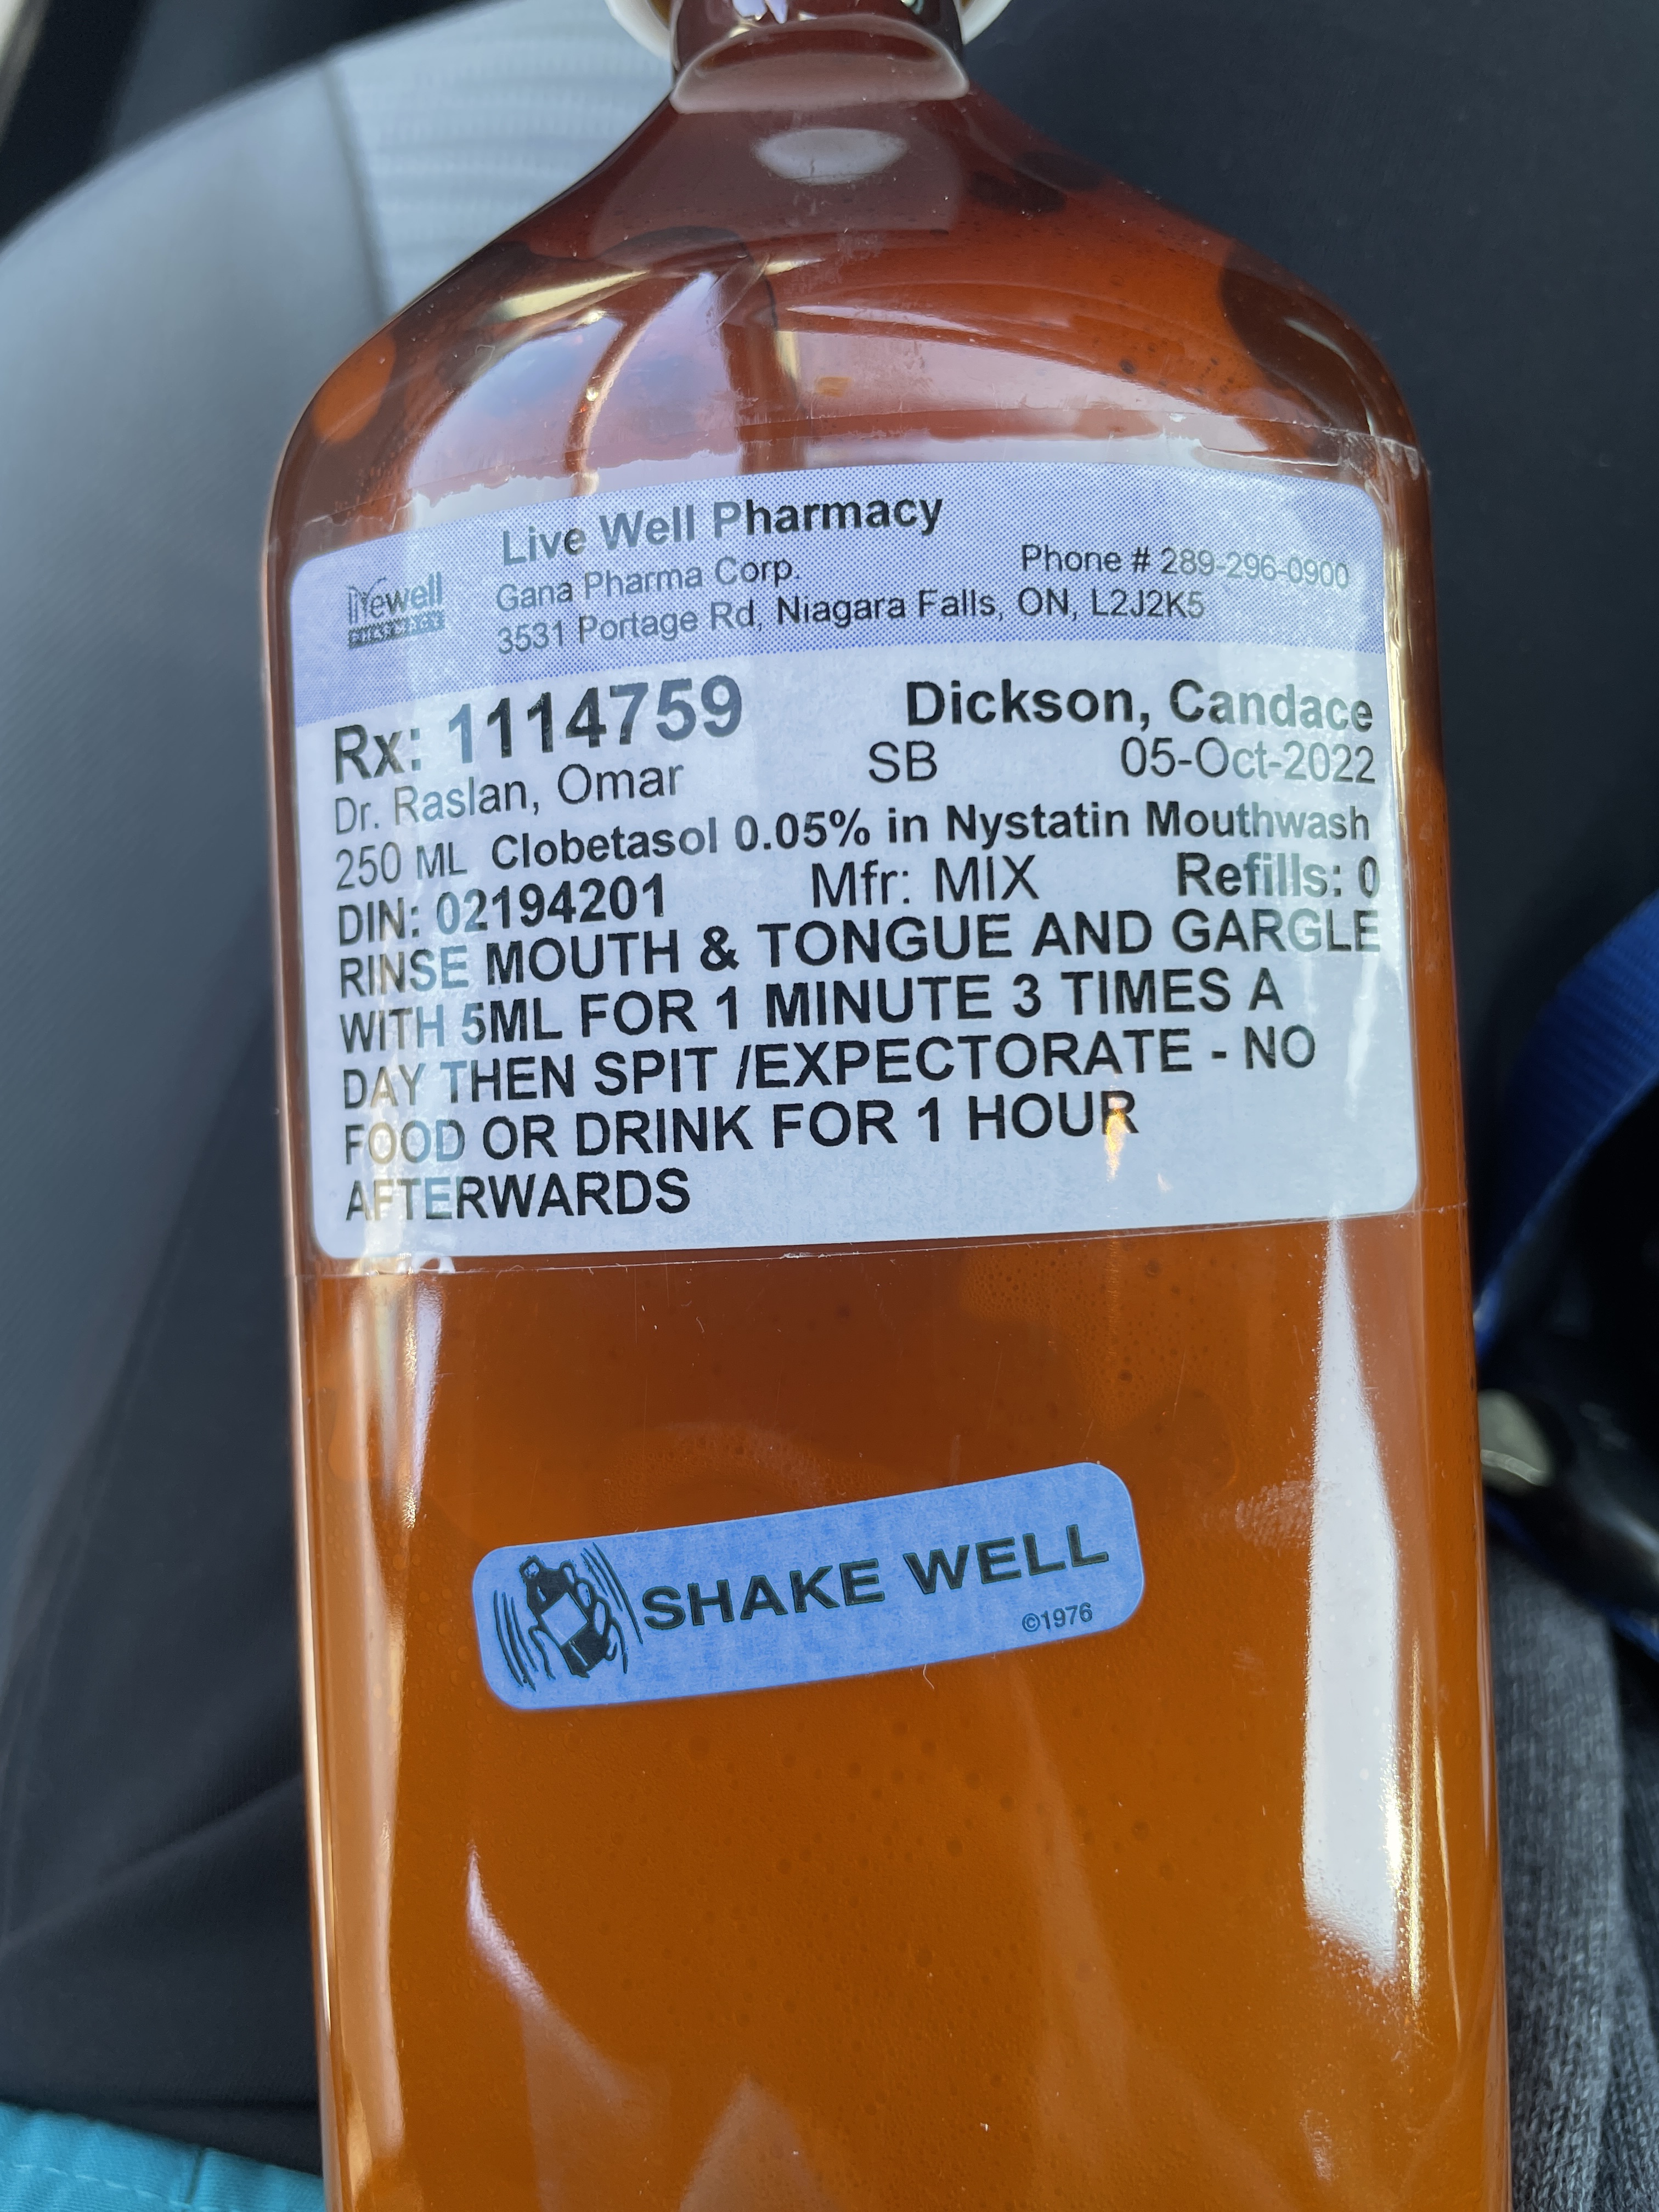 Live Well Pharmacy
livewell
PHARMACY
Gana Pharma Corp.
Phone # 289-296-0900
3531 Portage Rd, Niagara Falls, ON, L2J2K5
Rx: 1114759
Dickson, Candace
Dr. Raslan, Omar
SB
05-Oct-2022
250 ML Clobetasol 0.05% in Nystatin Mouthwash
DIN: 02194201 Mfr: MIX Refills: 0
RINSE MOUTH & TONGUE AND GARGLE
WITH 5ML FOR 1 MINUTE 3 TIMES A
DAY THEN SPIT /EXPECTORATE - NO
FOOD OR DRINK FOR 1 HOUR
AFTERWARDS
SHAKE WELL
©1976